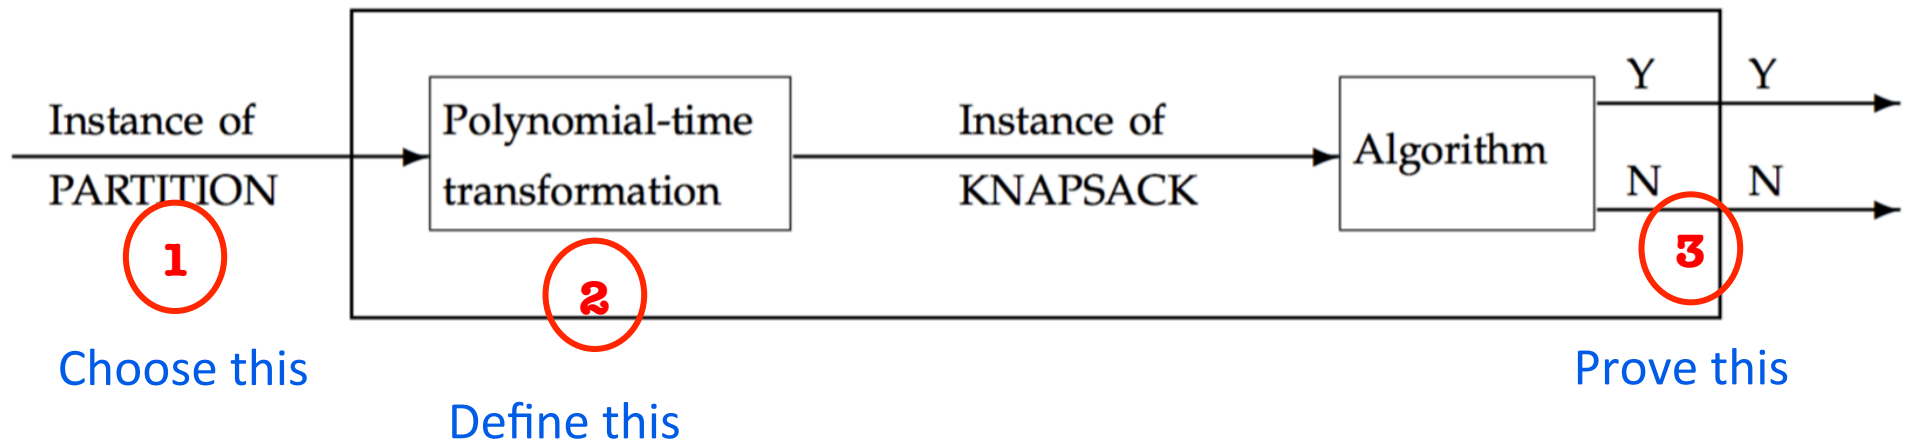 Instance of
PARTITION
1
Choose this
Polynomial-time
transformation
2
Define this
Instance of
KNAPSACK
Algorithm
Y
Y
N
N
3
Prove this